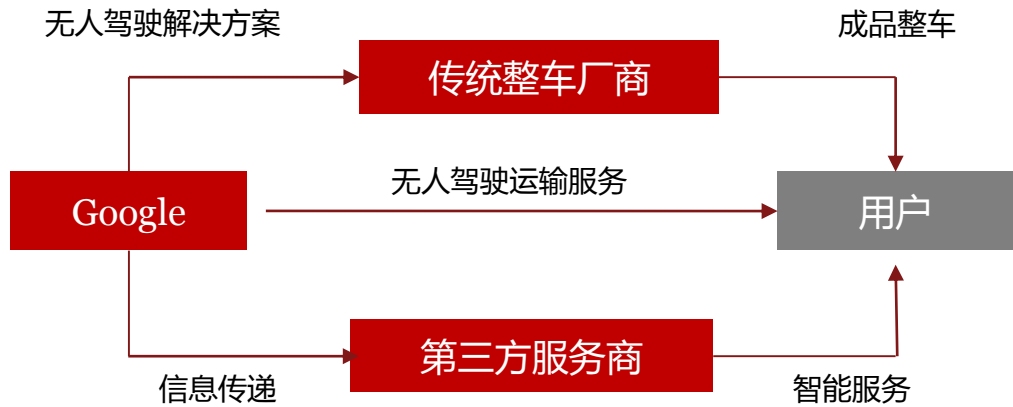 无人驾驶解决方案
成品整车
传统整车厂商
无人驾驶运输服务
Google
用户
第三方服务商
信息传递
智能服务